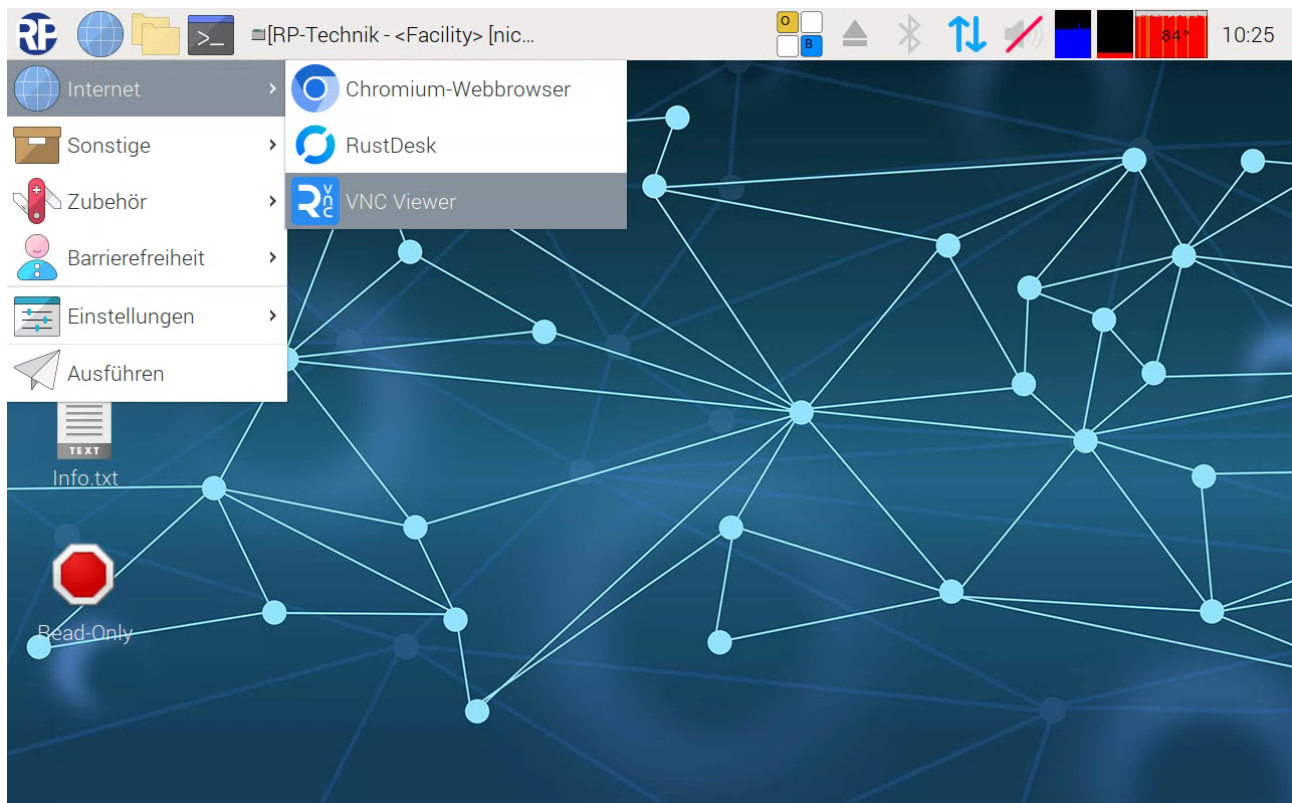 RP
>_
[RP-Technik - <Facility> [nic...
O
B
84°
10:25
Internet
Sonstige
Zubehör
Barrierefreiheit
Einstellungen
Ausführen
Chromium-Webbrowser
RustDesk
VNC Viewer
TEXT
Info.txt
Read-Only